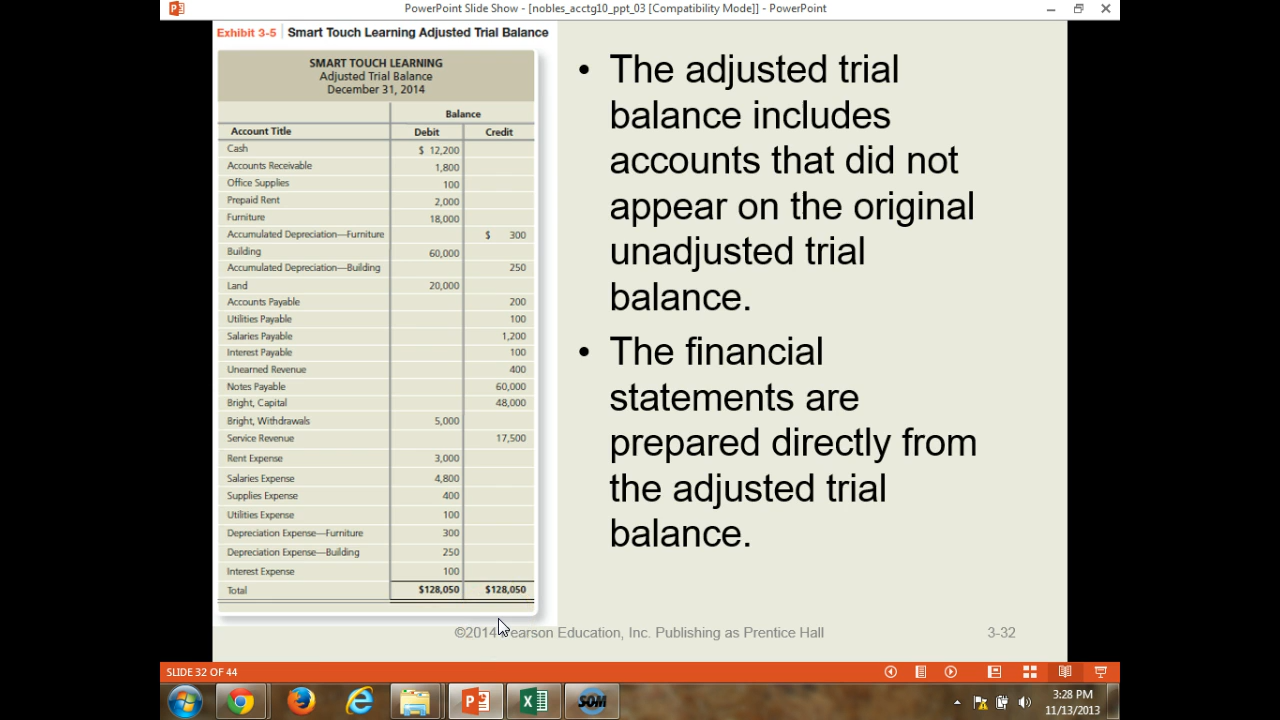 PowerPoint Slide Show - [nobles_acctg10_ppt_03 [Compatibility Mode]] - PowerPoint
Exhibit 3-5 | Smart Touch Learning Adjusted Trial Balance
SMART TOUCH LEARNING
Adjusted Trial Balance
December 31, 2014
Balance
Account Title Debit Credit
Cash $ 12,200
Accounts Receivable 1,800
Office Supplies 100
Prepaid Rent 2,000
Furniture 18,000
Accumulated Depreciation—Furniture $ 300
Building 60,000
Accumulated Depreciation—Building 250
Land 20,000
Accounts Payable 200
Utilities Payable 100
Salaries Payable 1,200
Interest Payable 100
Unearned Revenue 400
Notes Payable 60,000
Bright, Capital 48,000
Bright, Withdrawals 5,000
Service Revenue 17,500
Rent Expense 3,000
Salaries Expense 4,800
Supplies Expense 400
Utilities Expense 100
Depreciation Expense—Furniture 300
Depreciation Expense—Building 250
Interest Expense 100
Total $128,050 $128,050
• The adjusted trial
balance includes
accounts that did not
appear on the original
unadjusted trial
balance.
• The financial
statements are
prepared directly from
the adjusted trial
balance.
©2014 Pearson Education, Inc. Publishing as Prentice Hall
3-32
SLIDE 32 OF 44
SOM
3:28 PM
11/13/2013